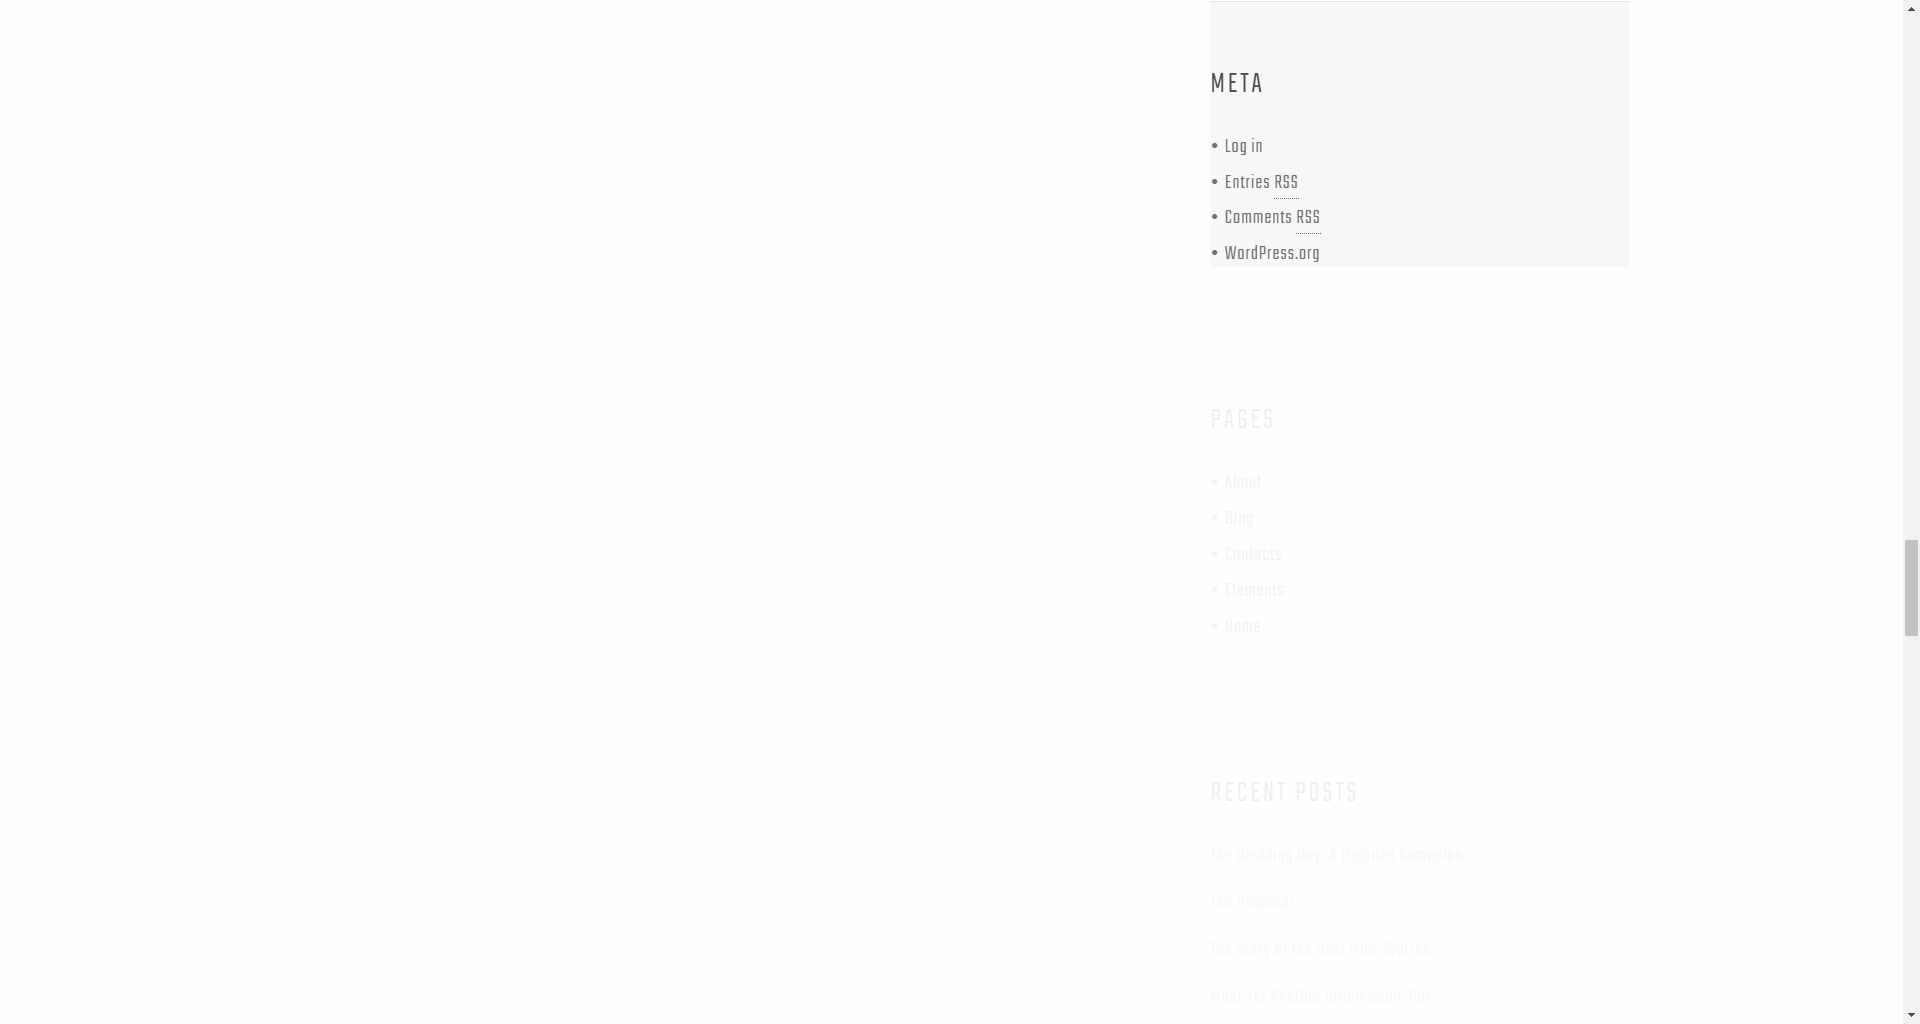 META
• Log in
• Entries RSS
• Comments RSS
• WordPress.org
PAGES
• About
• Blog
• Contacts
• Elements
• Home
RECENT POSTS
The Wedding Day: A Detailed Gameplan
The Proposal
The Story of the Best Man: Warren
Meet Yet Another Groomsman: Pat